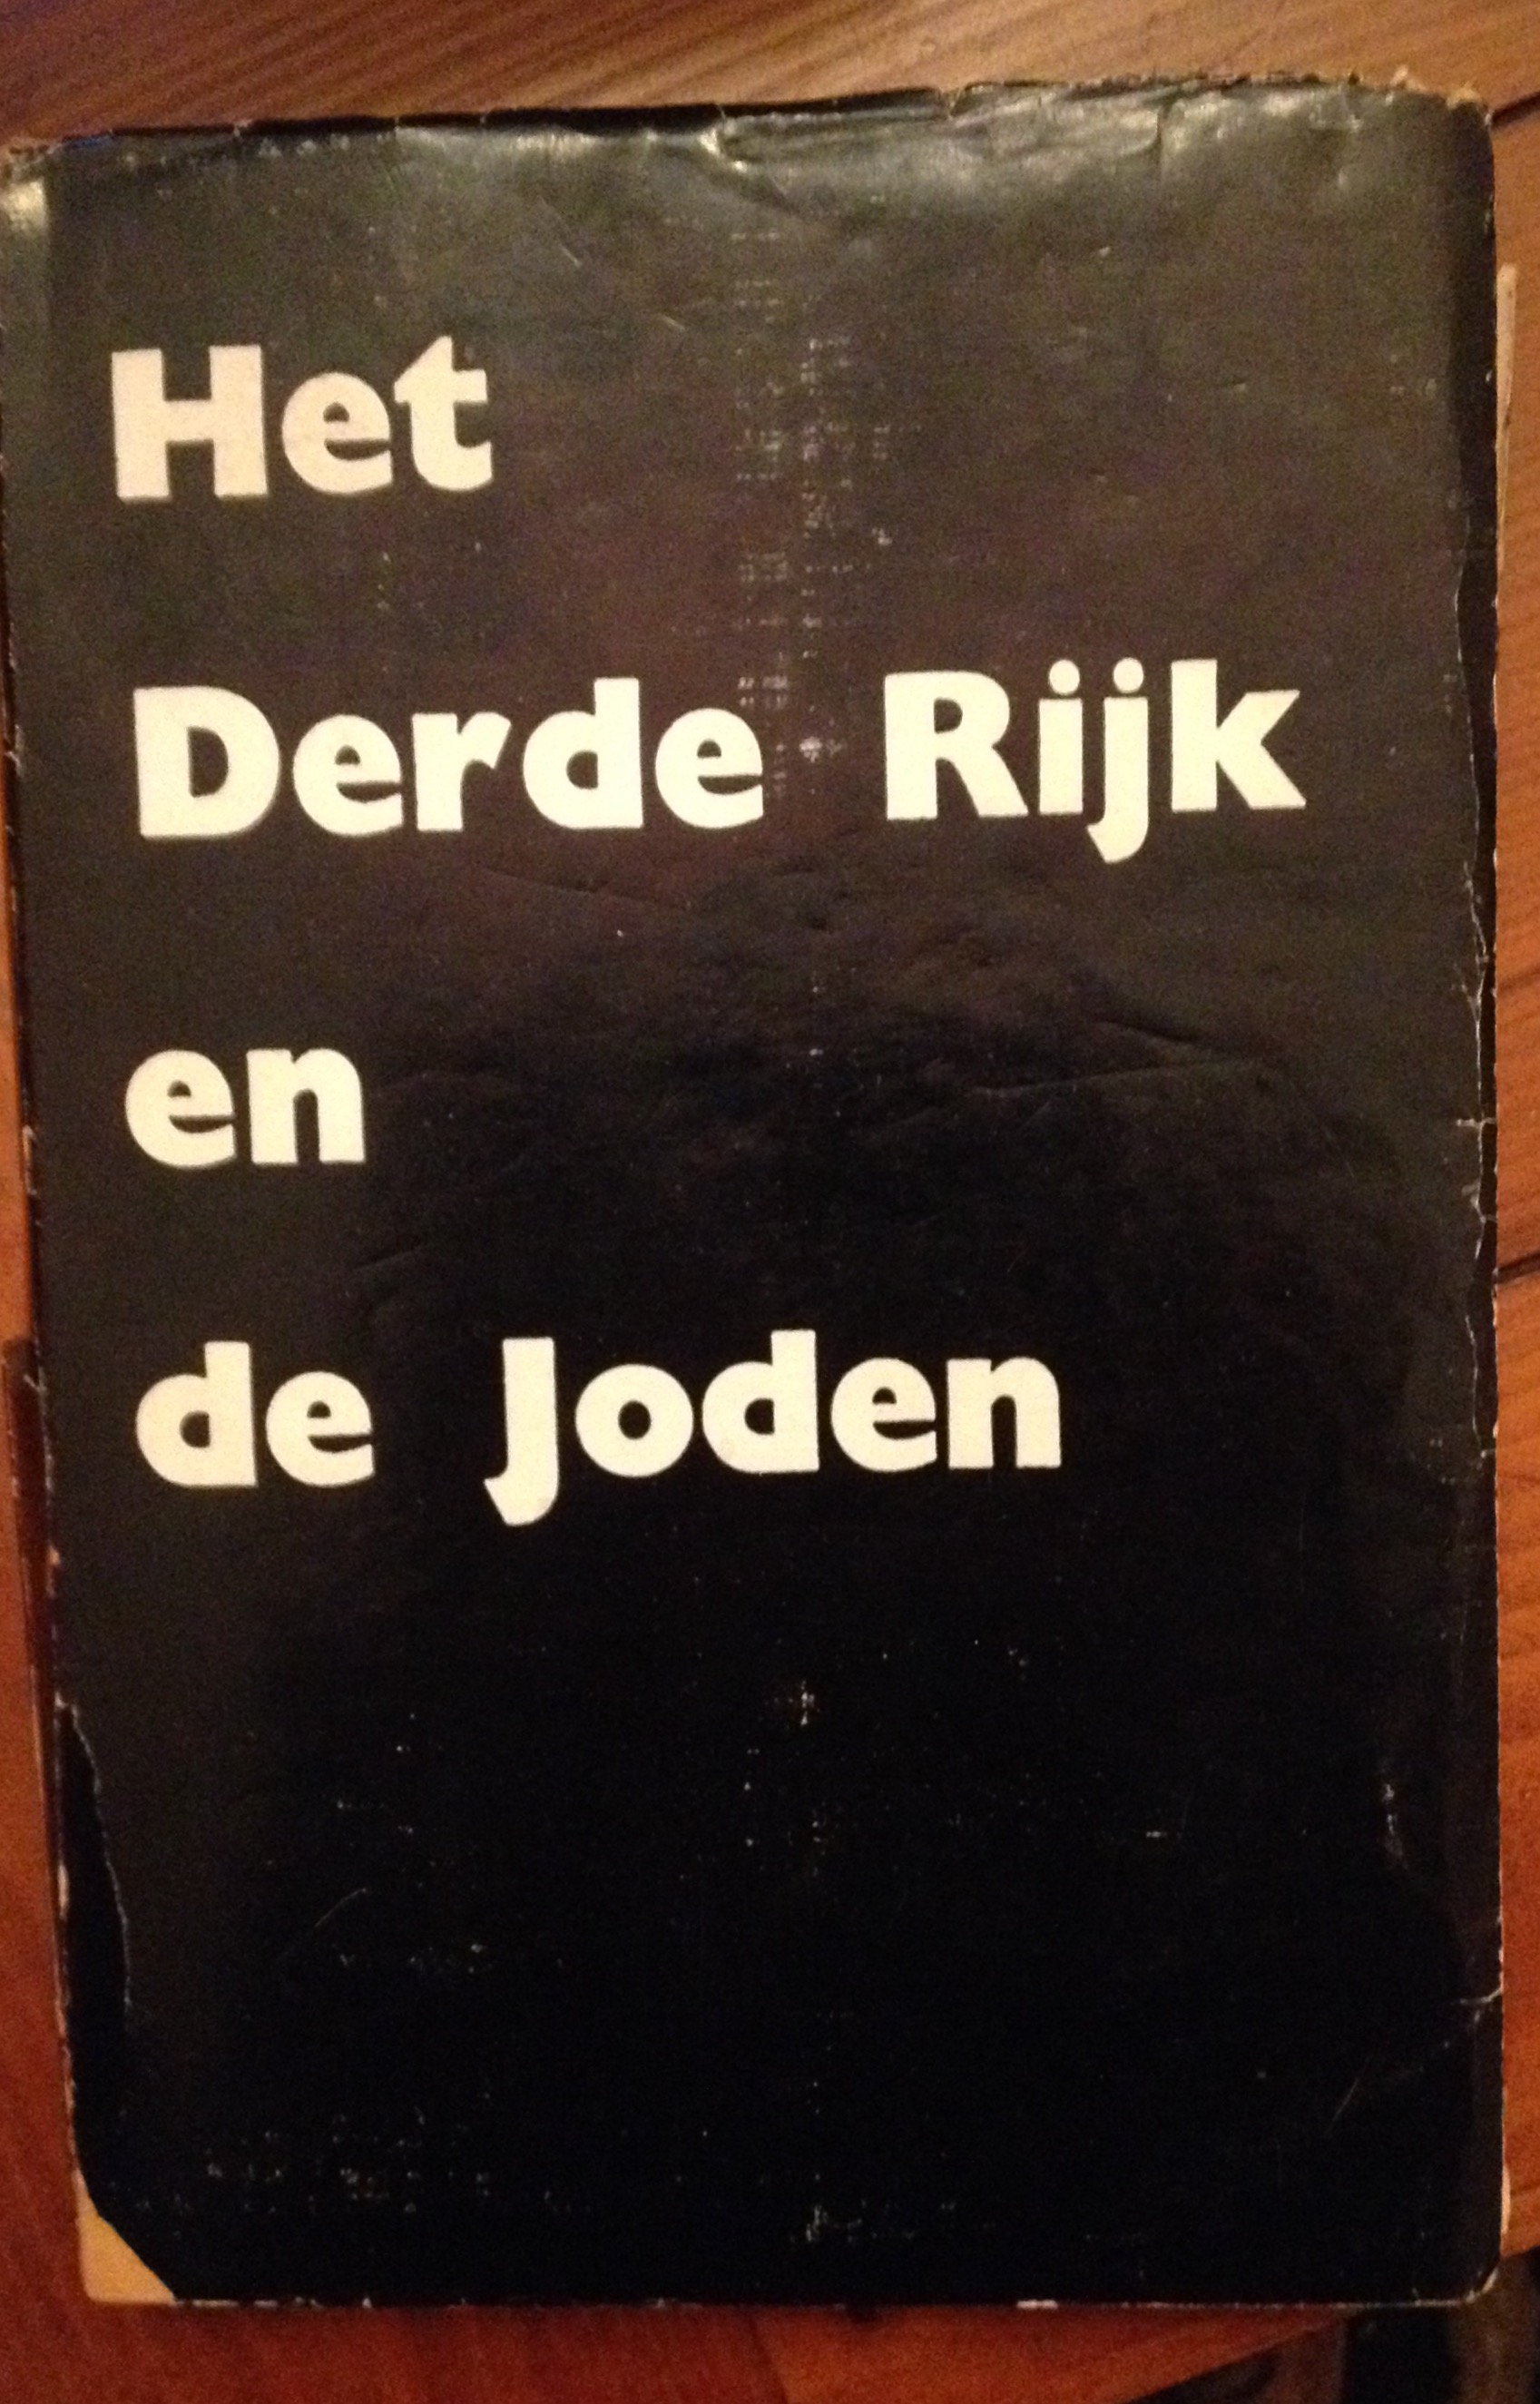 Het
Derde Rijk
en
de Joden